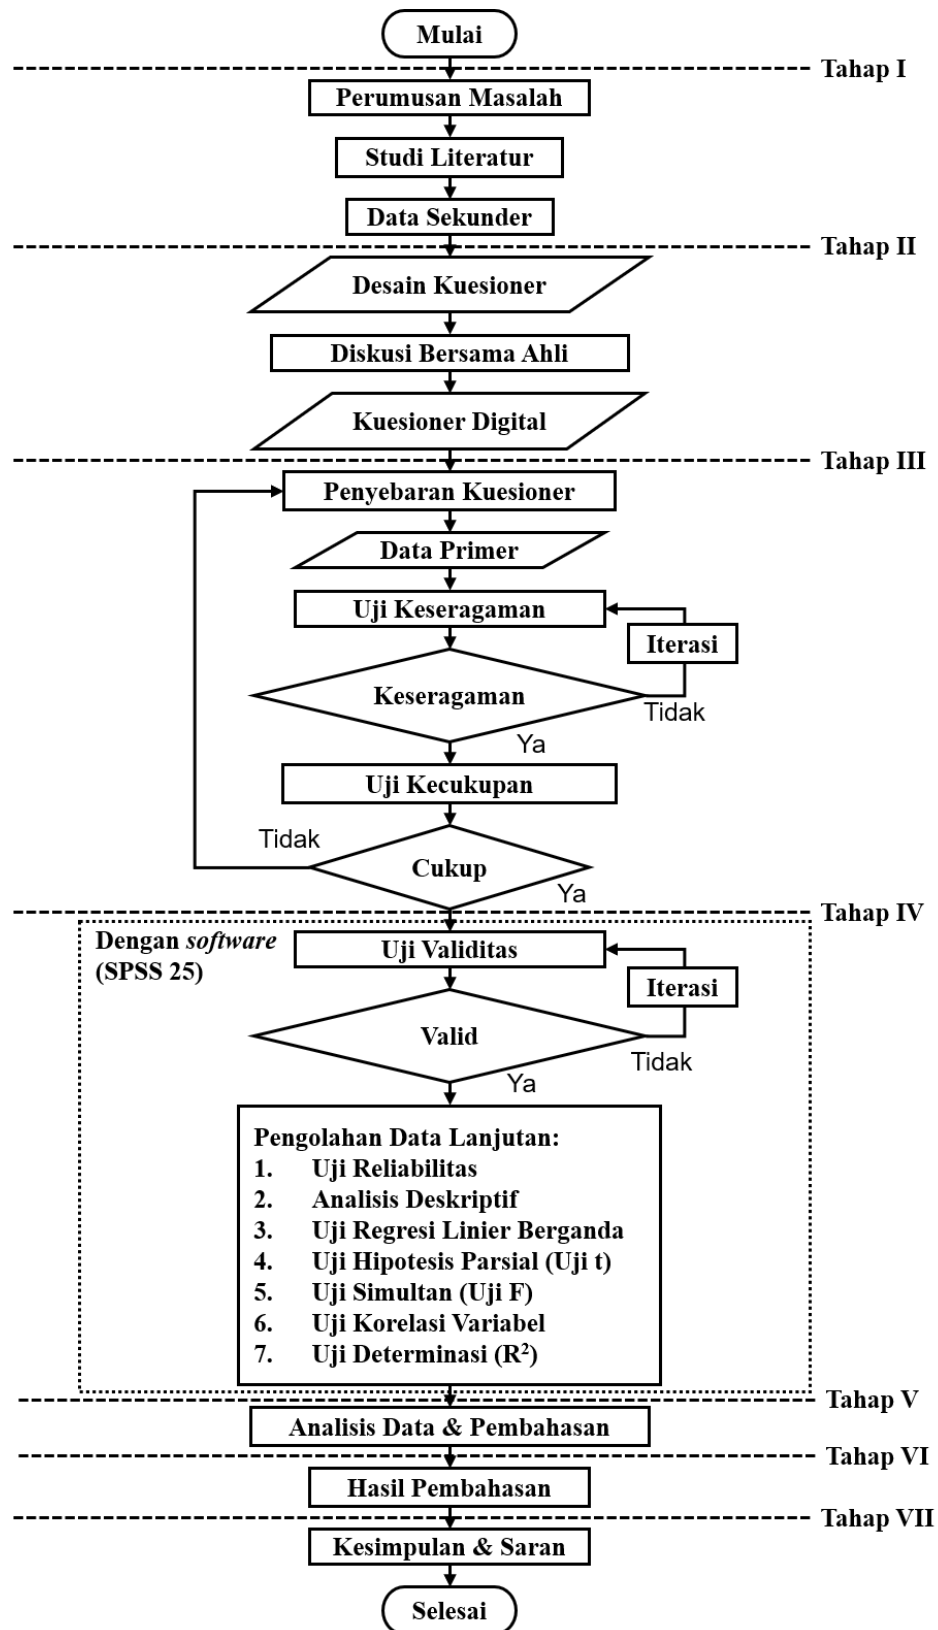 Mulai
Tahap I
Perumusan Masalah
Studi Literatur
Data Sekunder
Tahap II
Desain Kuesioner
Diskusi Bersama Ahli
Kuesioner Digital
Tahap III
Penyebaran Kuesioner
Data Primer
Uji Keseragaman
Iterasi
Keseragaman
Tidak
Ya
Uji Kecukupan
Tidak
Cukup
Ya
Tahap IV
Dengan software
(SPSS 25)
Uji Validitas
Iterasi
Valid
Tidak
Ya
Pengolahan Data Lanjutan:
1. Uji Reliabilitas
2. Analisis Deskriptif
3. Uji Regresi Linier Berganda
4. Uji Hipotesis Parsial (Uji t)
5. Uji Simultan (Uji F)
6. Uji Korelasi Variabel
7. Uji Determinasi (R²)
Tahap V
Analisis Data & Pembahasan
Tahap VI
Hasil Pembahasan
Tahap VII
Kesimpulan & Saran
Selesai